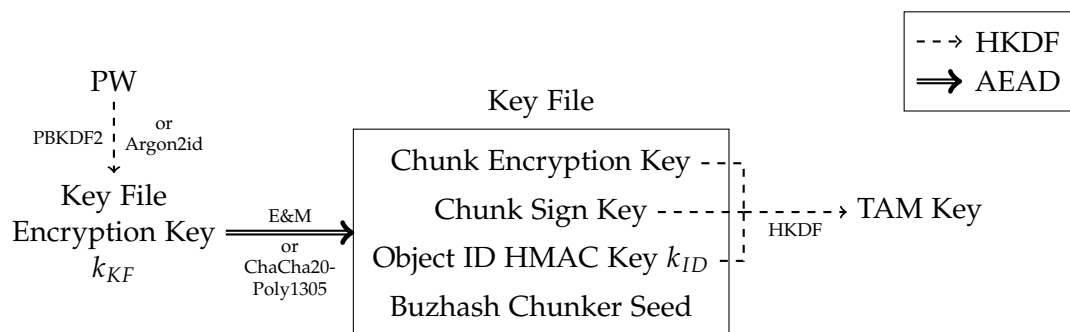 HKDF
AEAD
PW
PBKDF2
or
Argon2id
Key File
Encryption Key
k_KF
E&M
or
ChaCha20-
Poly1305
Key File
Chunk Encryption Key
Chunk Sign Key
Object ID HMAC Key k_ID
Buzhash Chunker Seed
HKDF
TAM Key